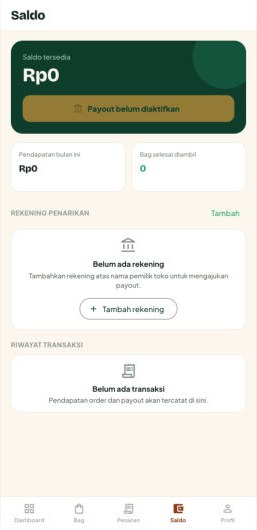 Saldo
Saldo tersedia
Rp0
Payout belum diaktifkan
Pendapatan bulan ini
Rp0
Bag selesai diambil
0
REKENING PENARIKAN
Tambah
Belum ada rekening
Tambahkan rekening atas nama pemilik toko untuk mengajukan
payout.
+ Tambah rekening
RIWAYAT TRANSAKSI
Belum ada transaksi
Pendapatan order dan payout akan tercatat di sini.
Dashboard
Bag
Pesanan
Saldo
Profil